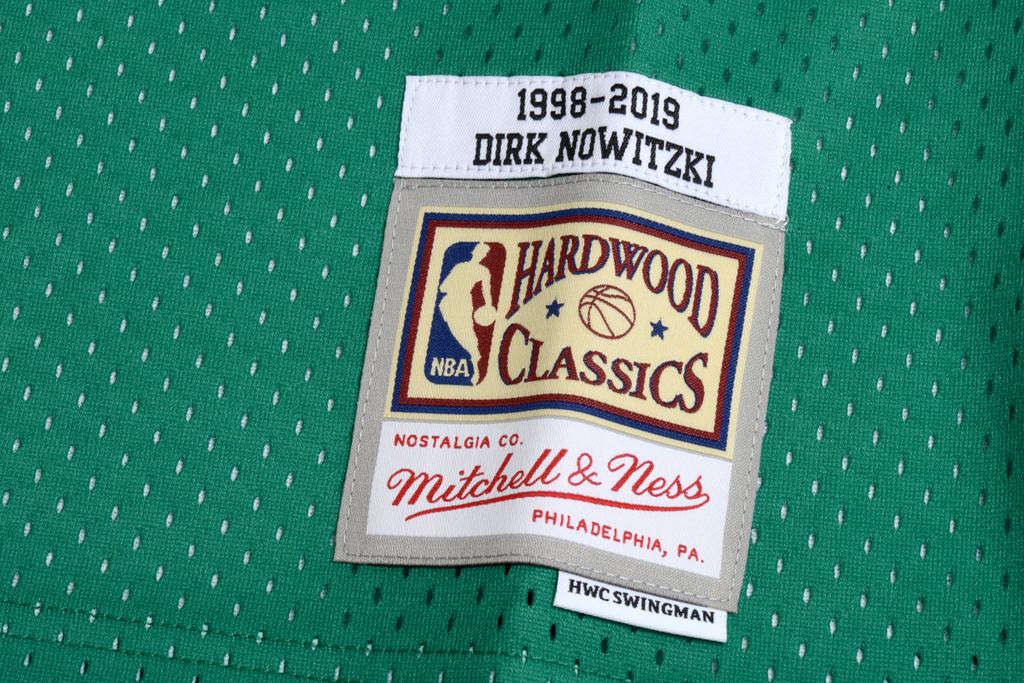 1998-2019
DIRK NOWITZKI
HARDWOOD
NBA
CLASSICS
NOSTALGIA CO.
Mitchell & Ness
PHILADELPHIA, PA.
HWC SWINGMAN